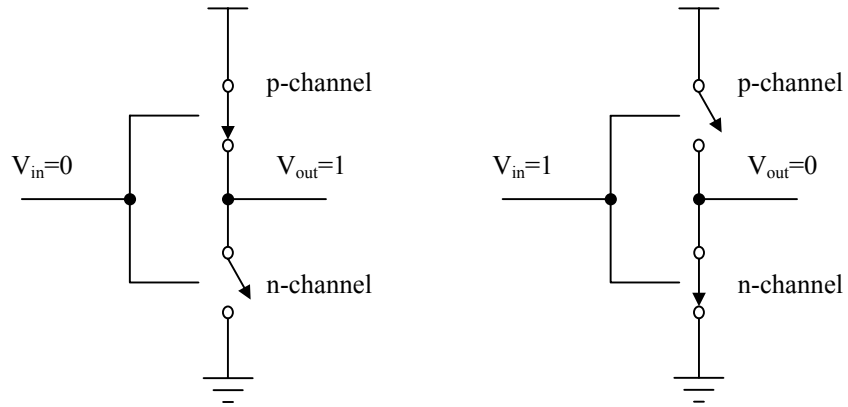 p-channel
V_in=0
V_out=1
n-channel
p-channel
V_in=1
V_out=0
n-channel